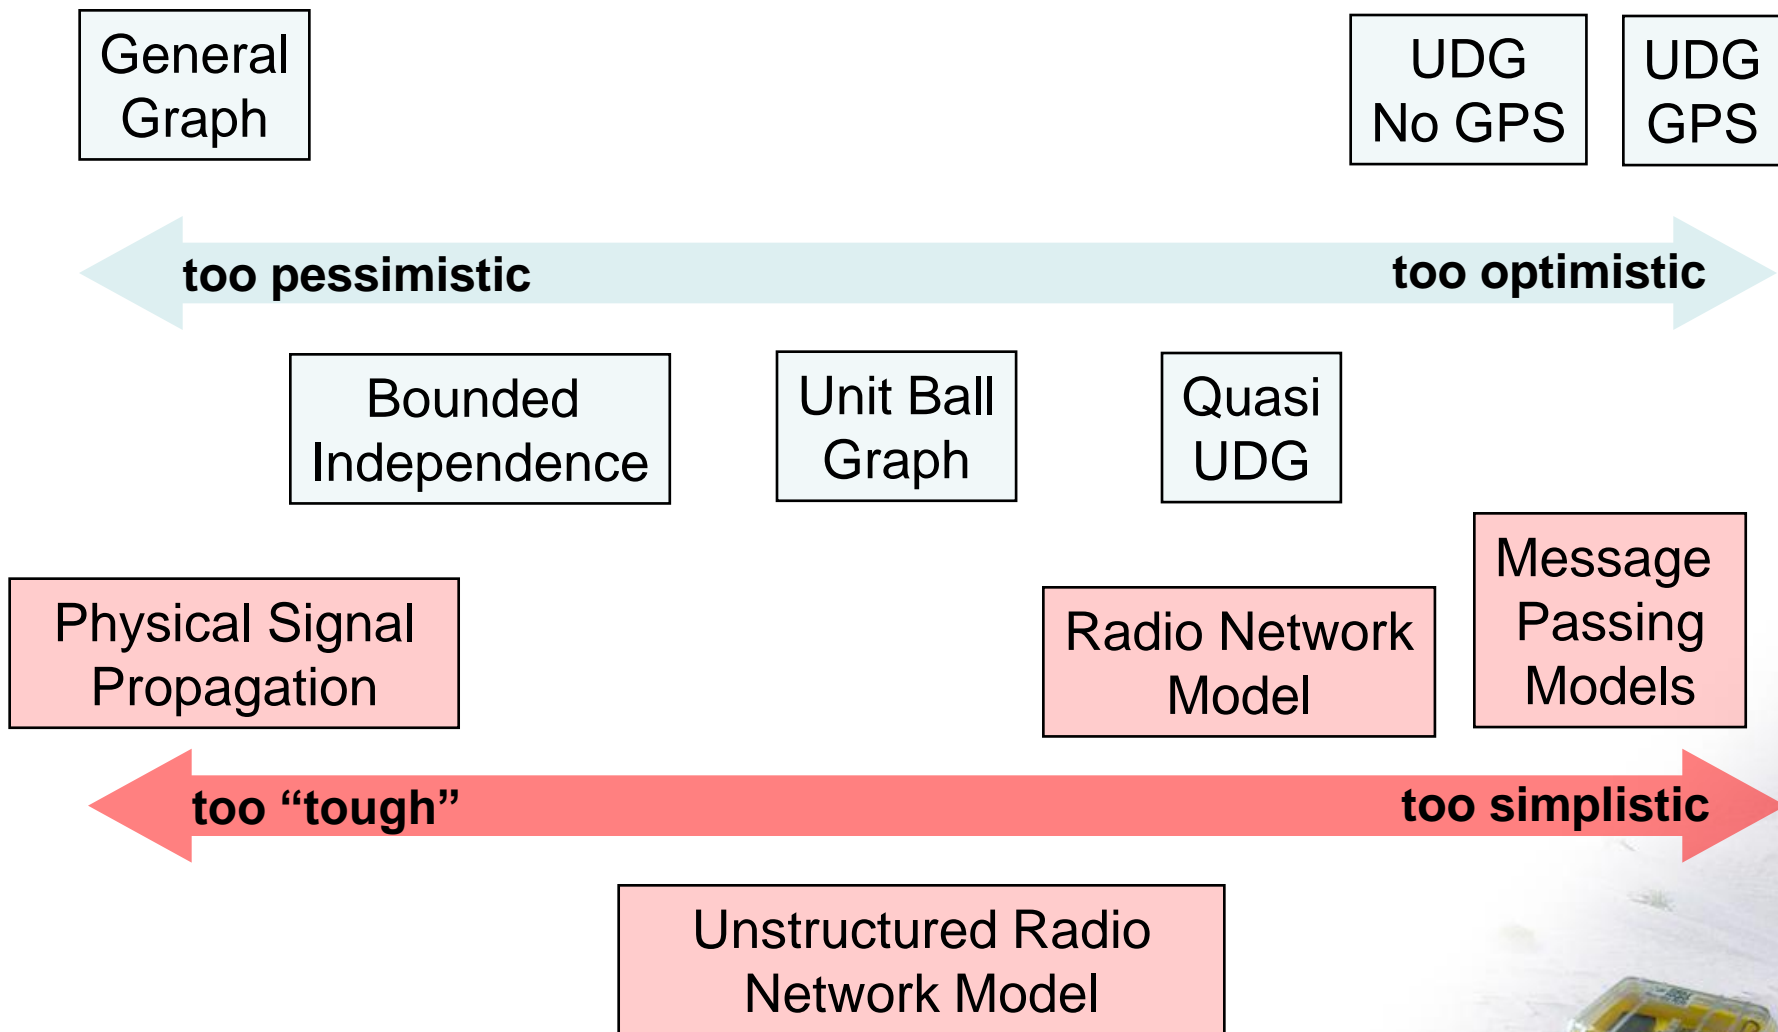 General
Graph
UDG
No GPS
UDG
GPS
too pessimistic
too optimistic
Bounded
Independence
Unit Ball
Graph
Quasi
UDG
Physical Signal
Propagation
Radio Network
Model
Message
Passing
Models
too “tough”
too simplistic
Unstructured Radio
Network Model